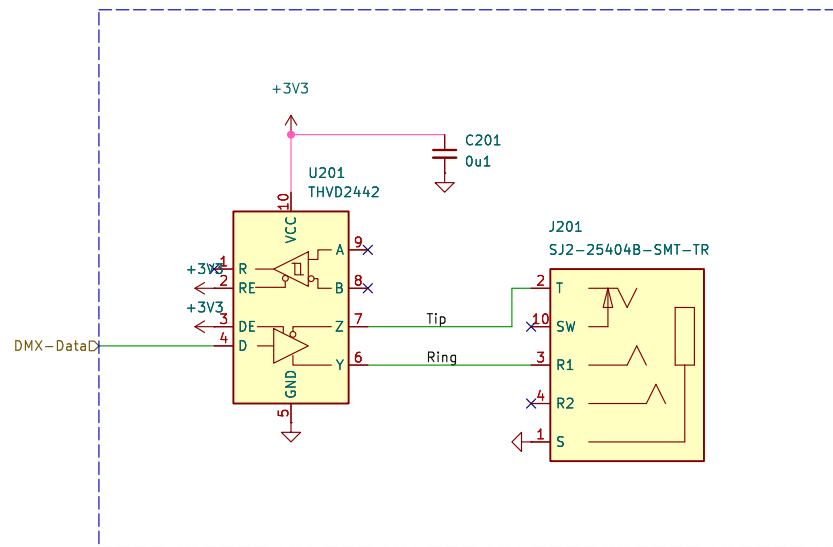 +3V3
C201
0u1
U201
THVD2442
10
VCC
A 9
1 R
+3V3
2 RE
B 8
+3V3
3 DE
Z 7
Tip
DMX-Data
4 D
Y 6
Ring
GND
5
J201
SJ2-25404B-SMT-TR
2 T
10 SW
3 R1
4 R2
1 S